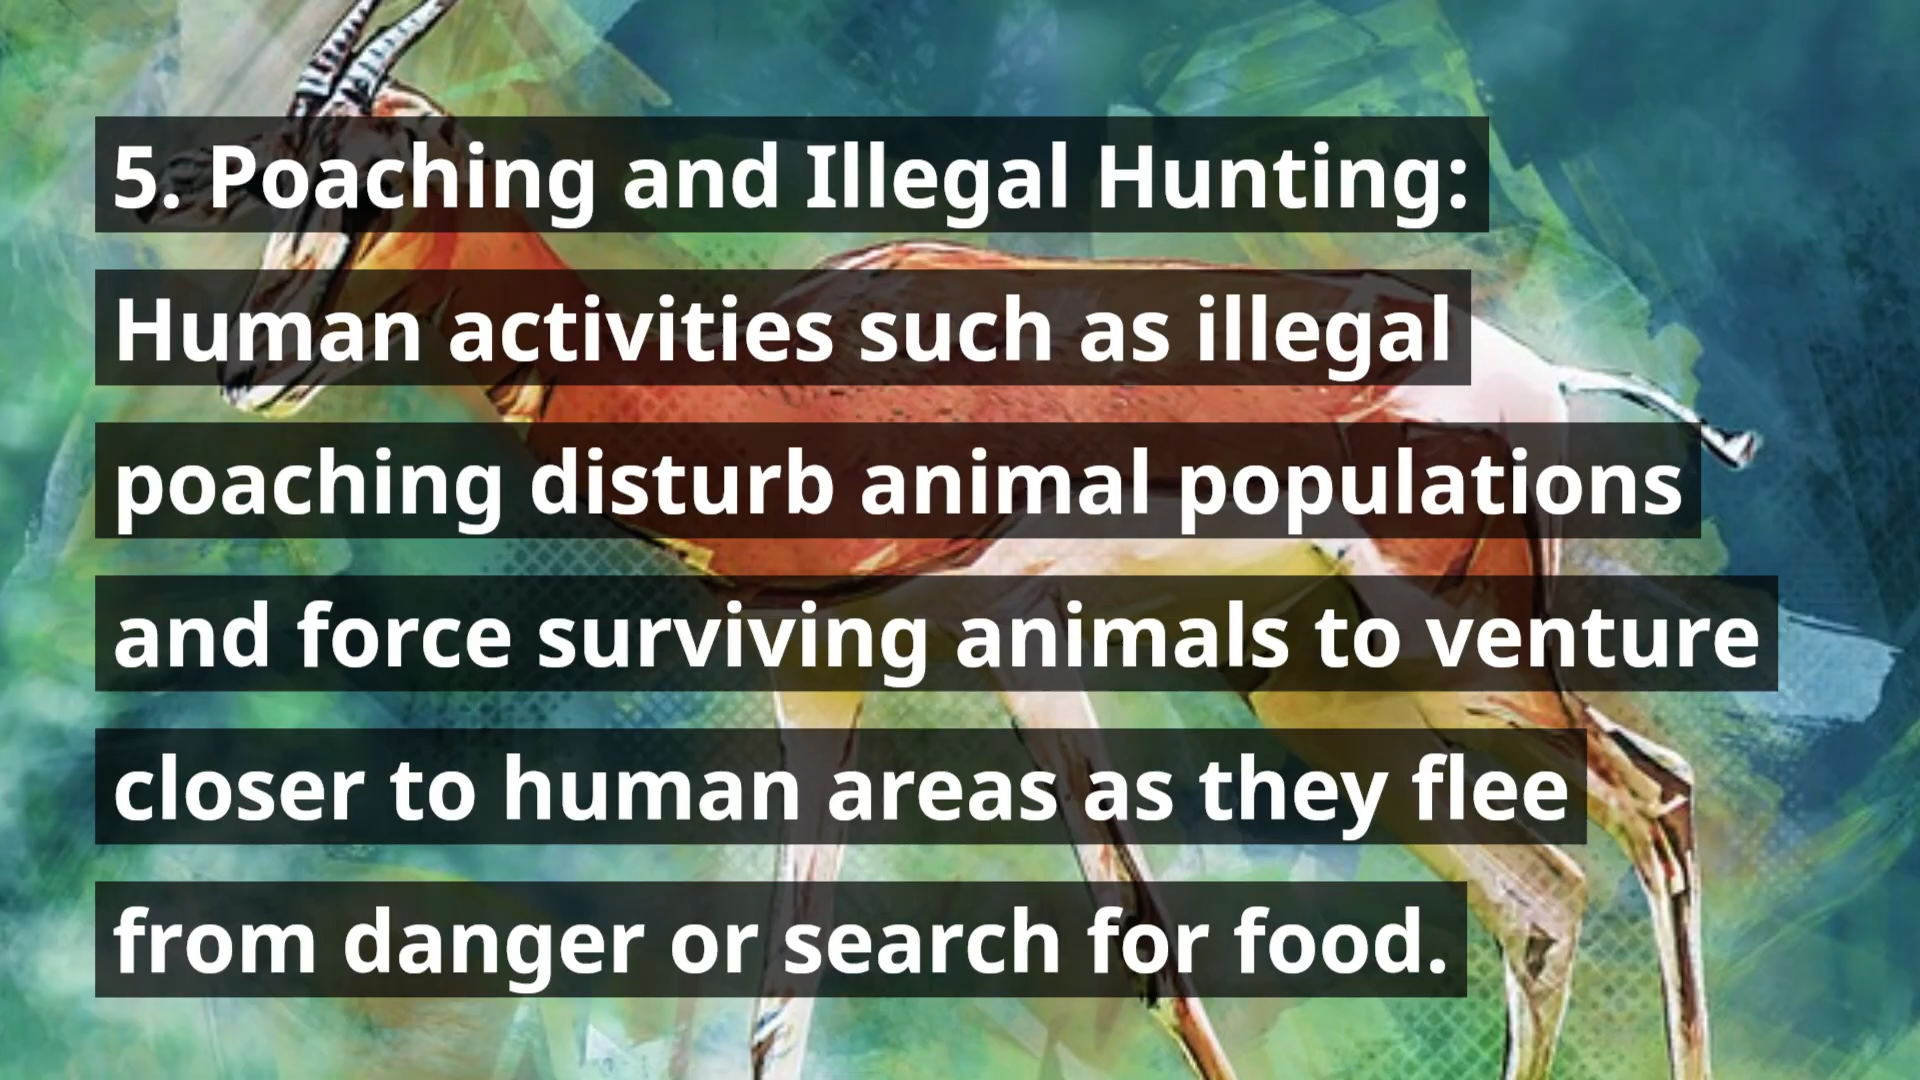 5. Poaching and Illegal Hunting:
Human activities such as illegal
poaching disturb animal populations
and force surviving animals to venture
closer to human areas as they flee
from danger or search for food.